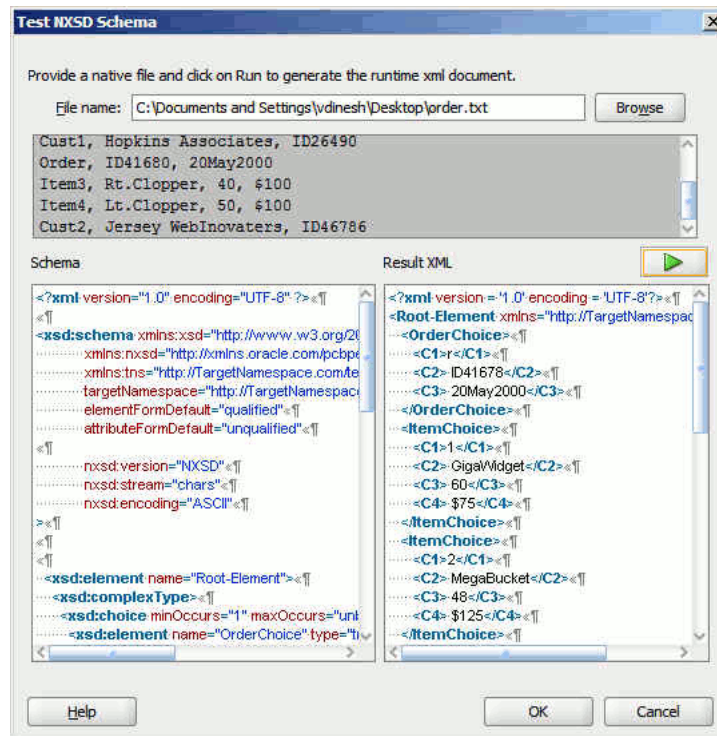 Test NXSD Schema
Provide a native file and click on Run to generate the runtime xml document.
File name: C:\Documents and Settings\vdinesh\Desktop\order.txt Browse
Cust1, Hopkins Associates, ID26490
Order, ID41680, 20May2000
Item3, Rt.Clopper, 40, $100
Item4, Lt.Clopper, 50, $100
Cust2, Jersey WebInovaters, ID46786
Schema
<?xml version="1.0" encoding="UTF-8" ?>
<xsd:schema xmlns:xsd="http://www.w3.org/20
xmlns:nxsd="http://xmlns.oracle.com/pcbpe
xmlns:tns="http://TargetNamespace.com/te
targetNamespace="http://TargetNamespac
elementFormDefault="qualified"
attributeFormDefault="unqualified"
nxsd:version="NXSD"
nxsd:stream="chars"
nxsd:encoding="ASCII"
>
<xsd:element name="Root-Element">
<xsd:complexType>
<xsd:choice minOccurs="1" maxOccurs="unb
<xsd:element name="OrderChoice" type="tn
Result XML
<?xml version = '1.0' encoding = 'UTF-8'?>
<Root-Element xmlns="http://TargetNamespac
<OrderChoice>
<C1>r</C1>
<C2> ID41678</C2>
<C3> 20May2000</C3>
</OrderChoice>
<ItemChoice>
<C1>1</C1>
<C2> GigaWidget</C2>
<C3> 60</C3>
<C4> $75</C4>
</ItemChoice>
<ItemChoice>
<C1>2</C1>
<C2> MegaBucket</C2>
<C3> 48</C3>
<C4> $125</C4>
</ItemChoice>
Help OK Cancel